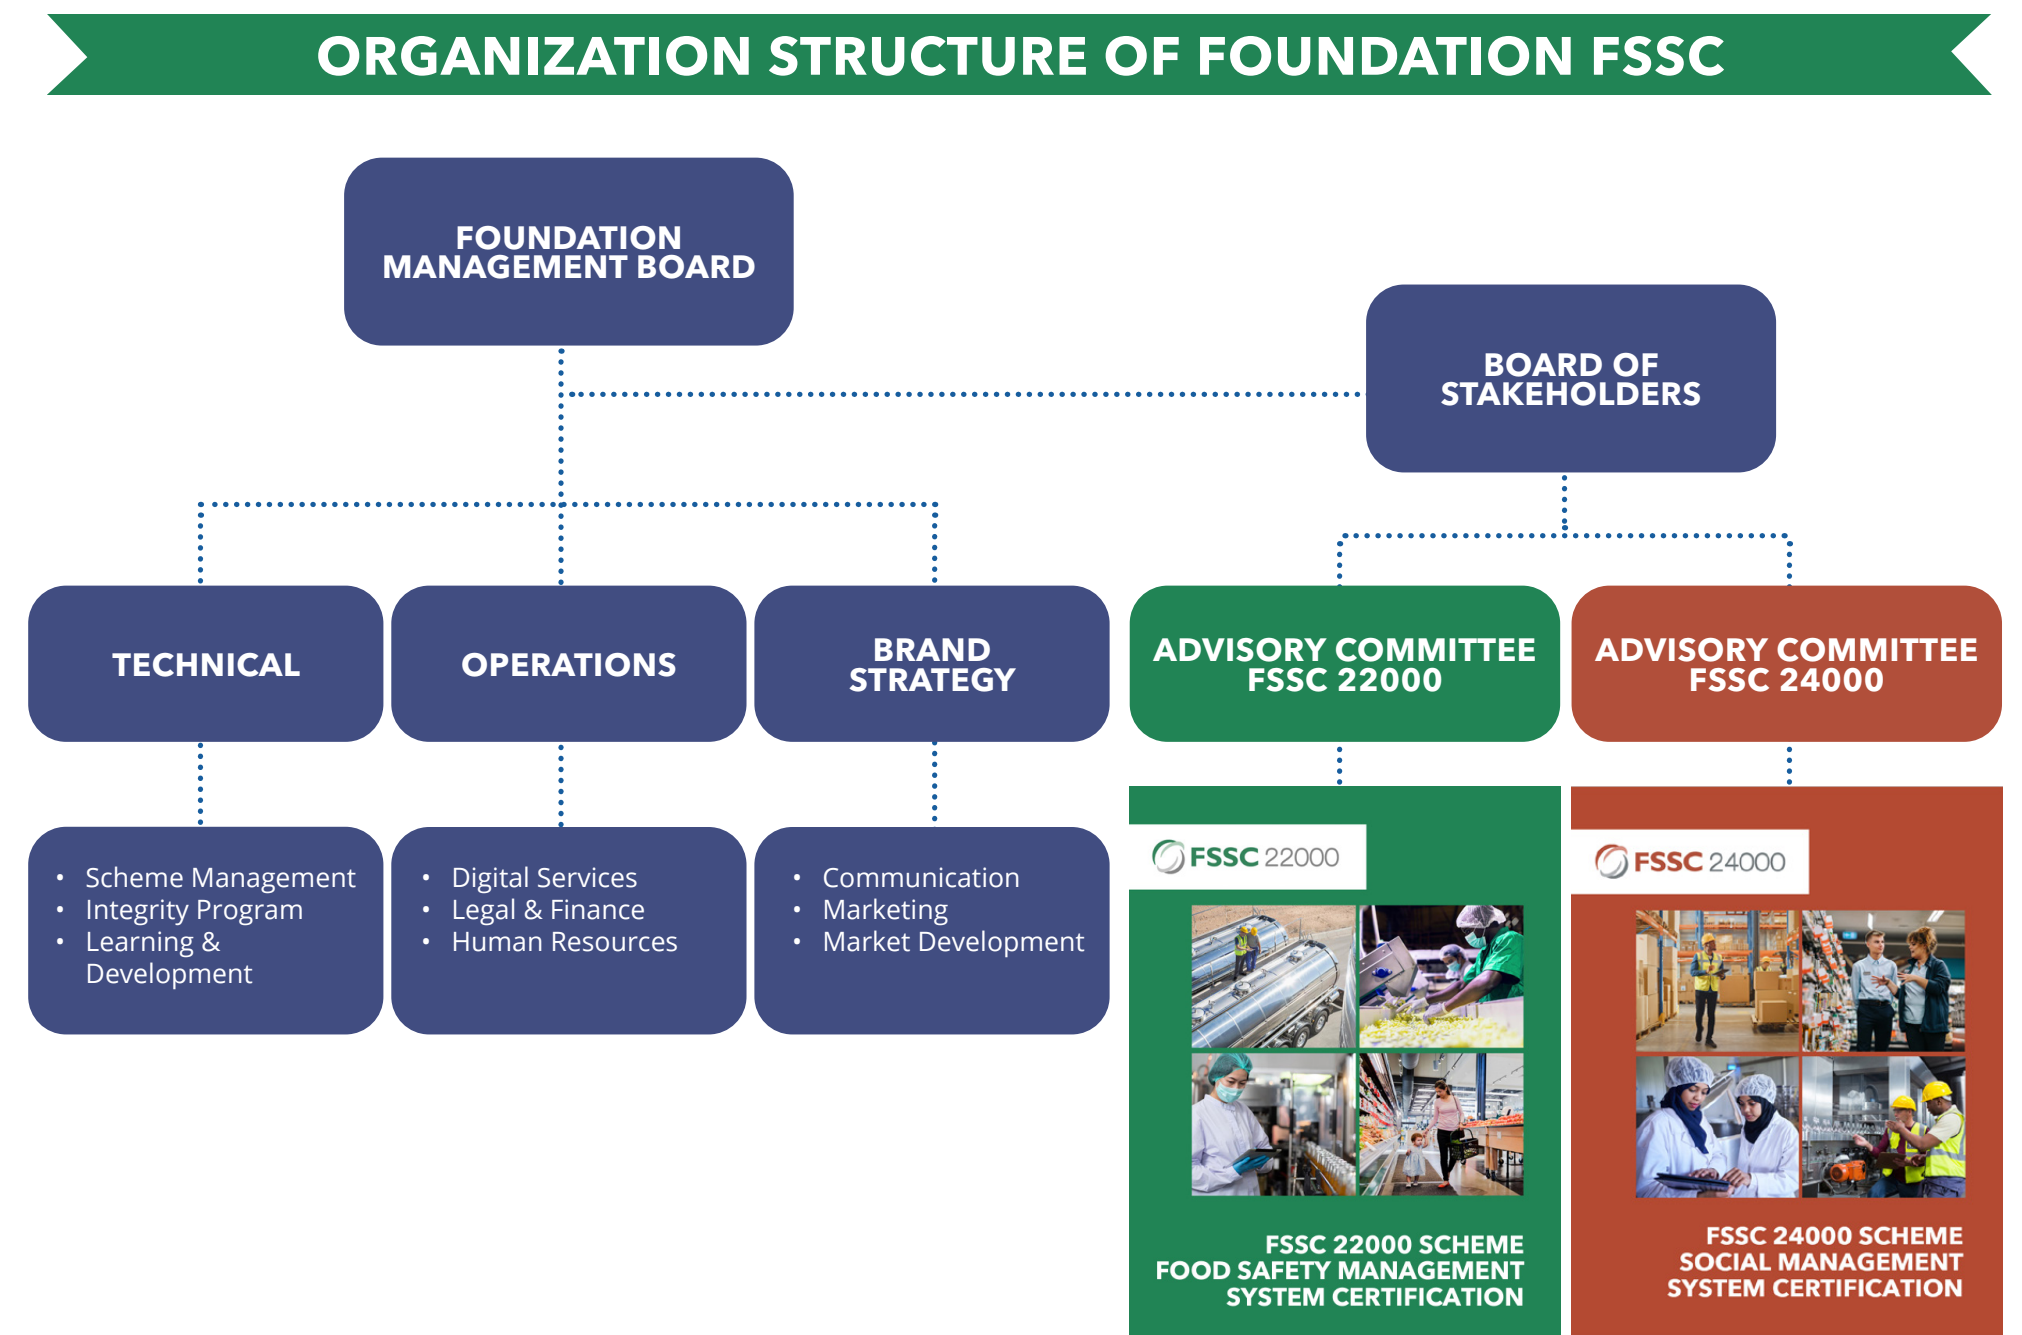 ORGANIZATION STRUCTURE OF FOUNDATION FSSC
FOUNDATION
MANAGEMENT BOARD
BOARD OF
STAKEHOLDERS
TECHNICAL
OPERATIONS
BRAND
STRATEGY
ADVISORY COMMITTEE
FSSC 22000
ADVISORY COMMITTEE
FSSC 24000
• Scheme Management
• Integrity Program
• Learning &
Development
• Digital Services
• Legal & Finance
• Human Resources
• Communication
• Marketing
• Market Development
FSSC 22000
FSSC 22000 SCHEME
FOOD SAFETY MANAGEMENT
SYSTEM CERTIFICATION
FSSC 24000
FSSC 24000 SCHEME
SOCIAL MANAGEMENT
SYSTEM CERTIFICATION